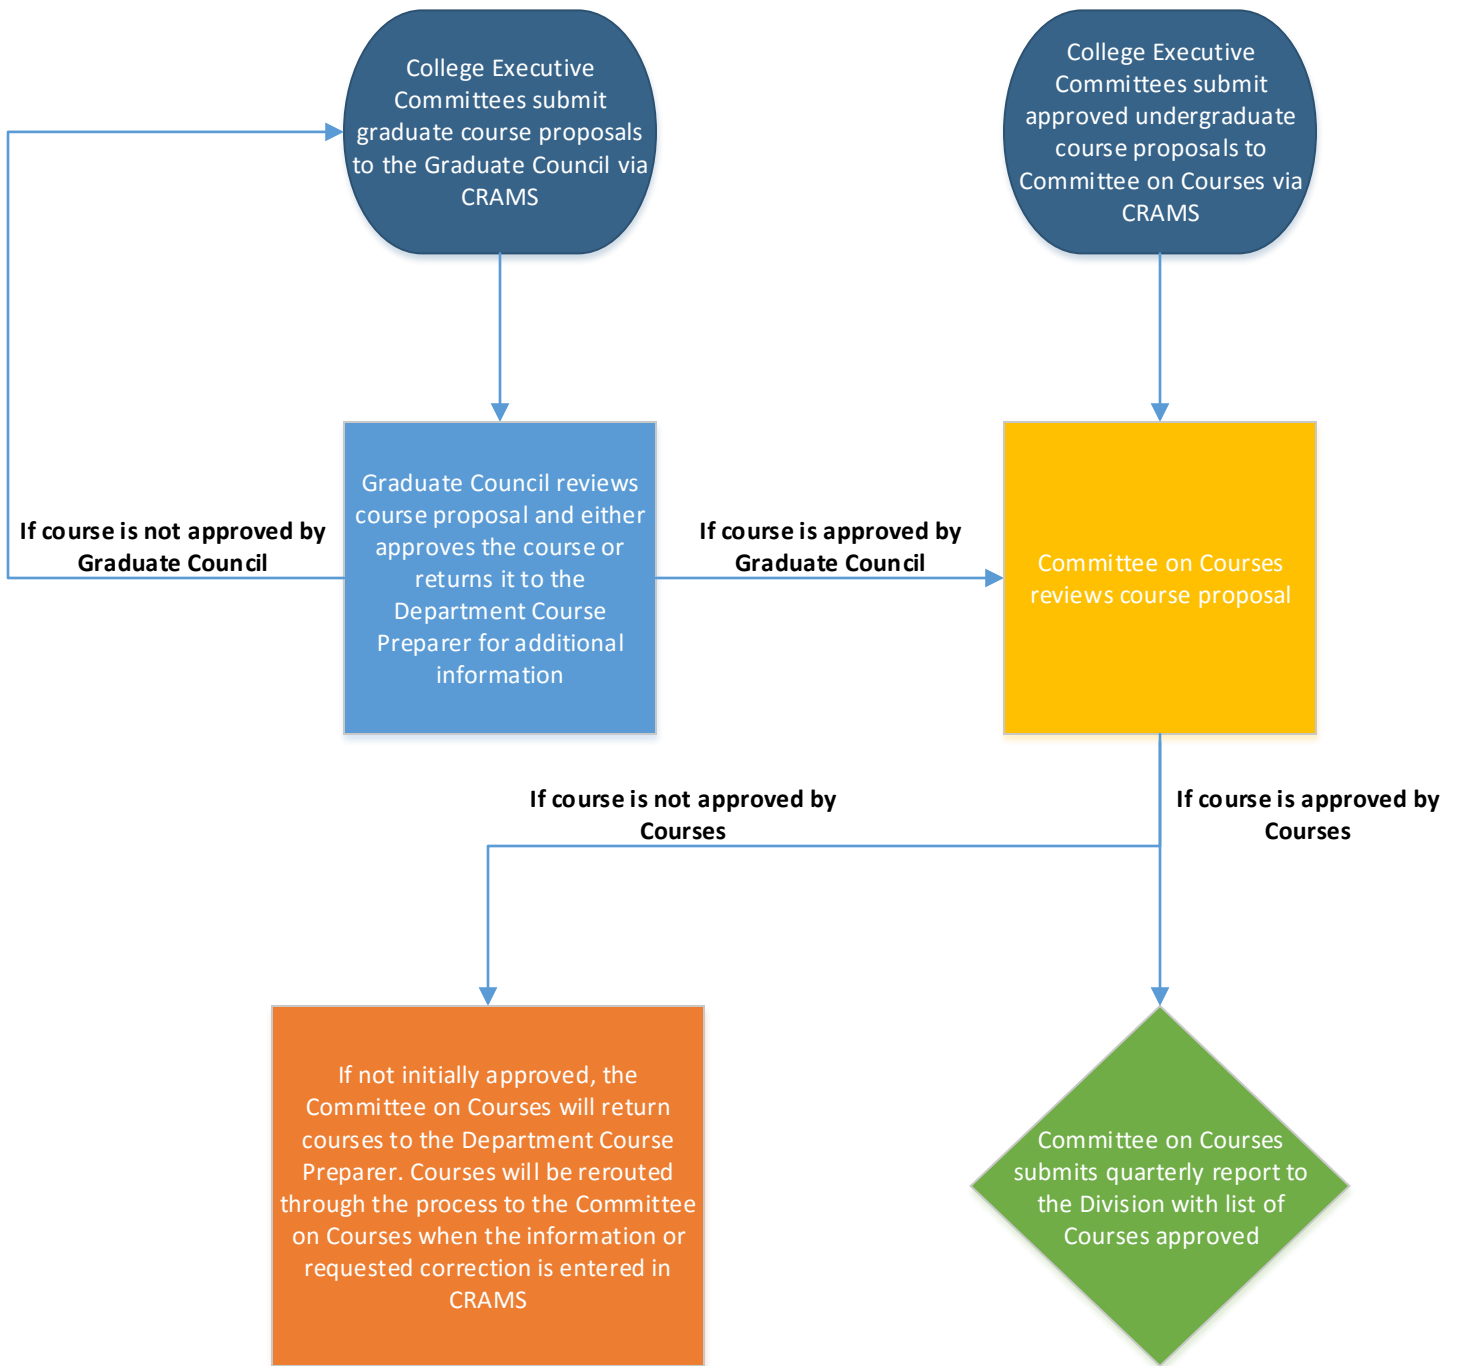 College Executive
Committees submit
graduate course proposals
to the Graduate Council via
CRAMS
College Executive
Committees submit
approved undergraduate
course proposals to
Committee on Courses via
CRAMS
If course is not approved by
Graduate Council
Graduate Council reviews
course proposal and either
approves the course or
returns it to the
Department Course
Preparer for additional
information
If course is approved by
Graduate Council
Committee on Courses
reviews course proposal
If course is not approved by
Courses
If course is approved by
Courses
If not initially approved, the
Committee on Courses will return
courses to the Department Course
Preparer. Courses will be rerouted
through the process to the Committee
on Courses when the information or
requested correction is entered in
CRAMS
Committee on Courses
submits quarterly report to
the Division with list of
Courses approved